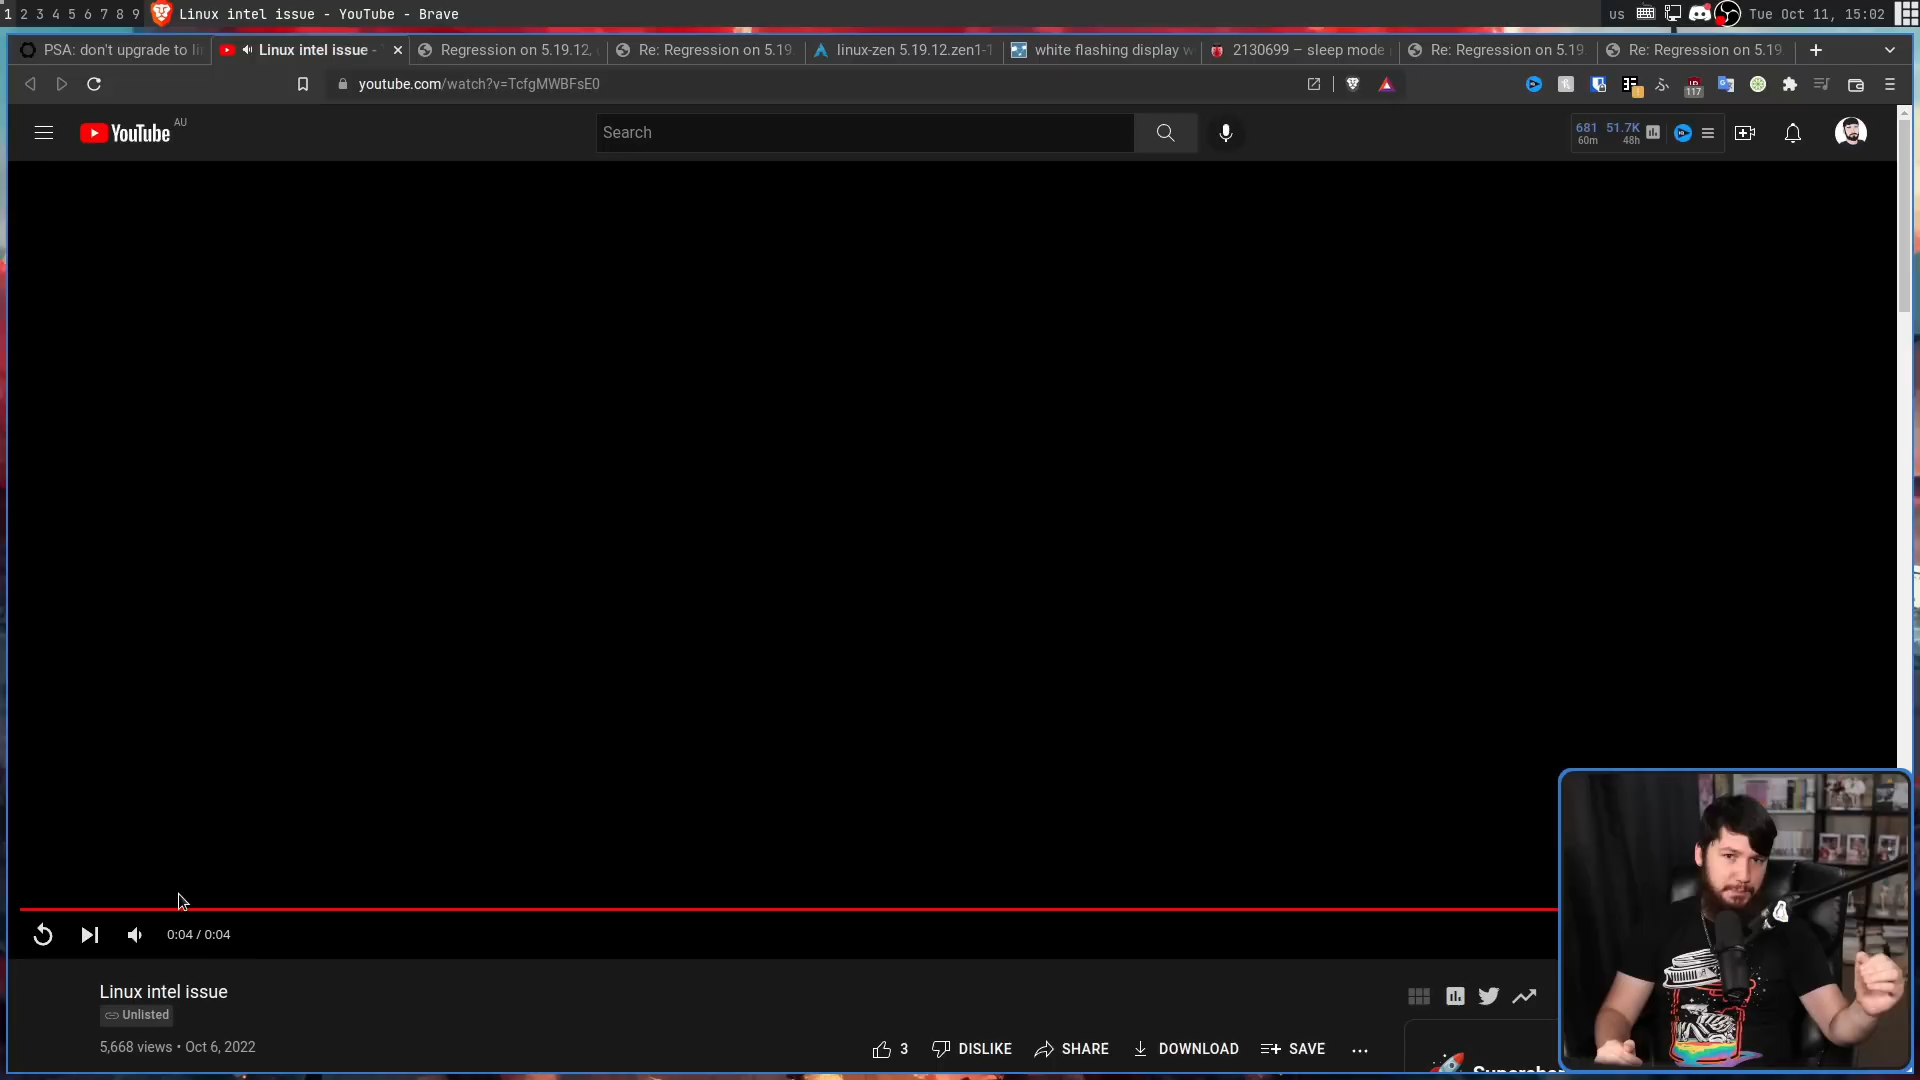 1 2 3 4 5 6 7 8 9 Linux intel issue - YouTube - Brave
us Tue Oct 11, 15:02
PSA: don't upgrade to li
Linux intel issue -
Regression on 5.19.12,
Re: Regression on 5.19.
linux-zen 5.19.12.zen1-1
white flashing display w
2130699 – sleep mode
Re: Regression on 5.19.
Re: Regression on 5.19
youtube.com/watch?v=TcfgMWBFsE0
117
YouTube AU
Search
681 51.7K
60m 48h
0:04 / 0:04
Linux intel issue
Unlisted
5,668 views • Oct 6, 2022
3 DISLIKE SHARE DOWNLOAD SAVE